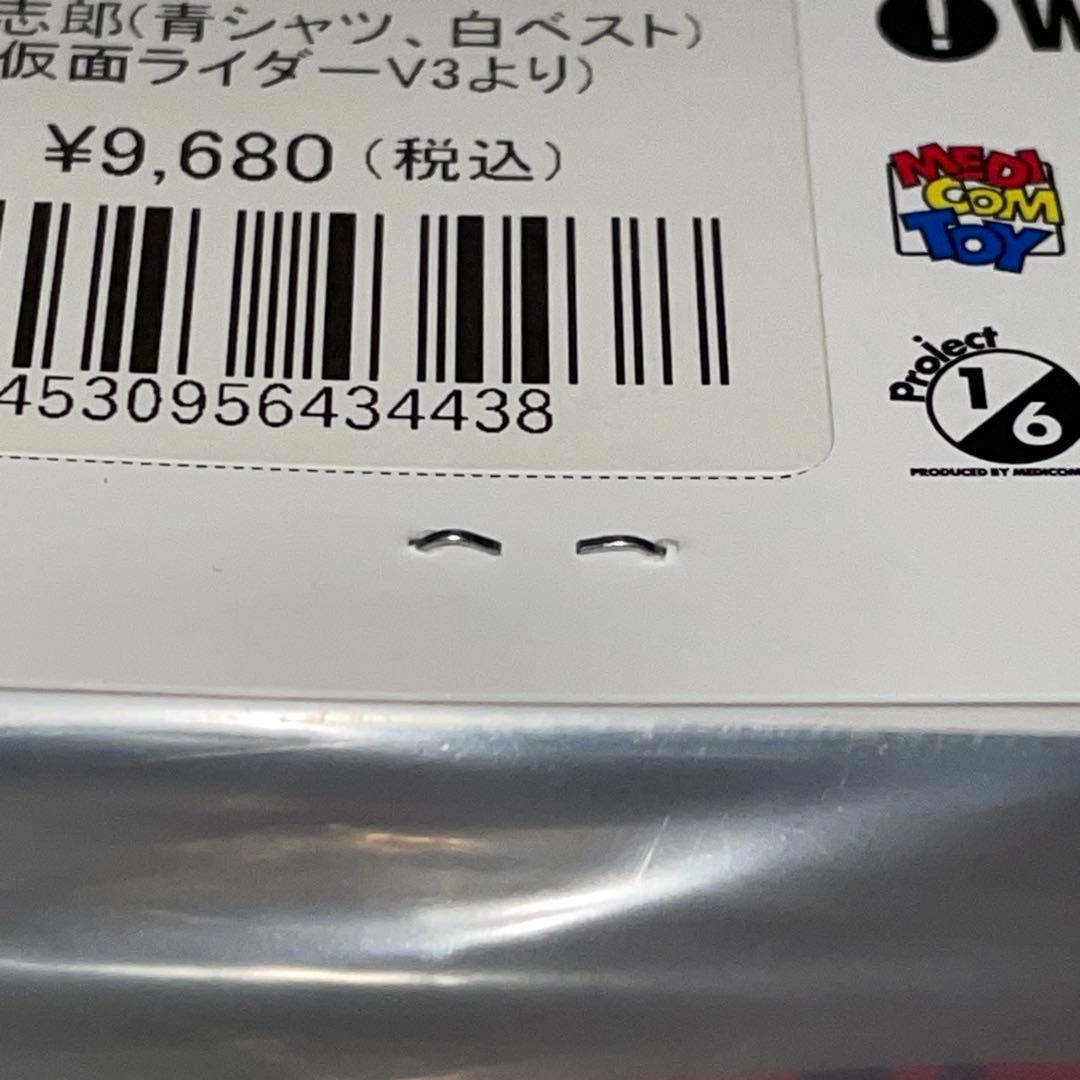 志郎(青シャツ、白ベスト)
仮面ライダーV3より)
¥9,680(税込)
4530956434438
W
MEDI
COM
TOY
Project
1/6
PRODUCED BY MEDICOM